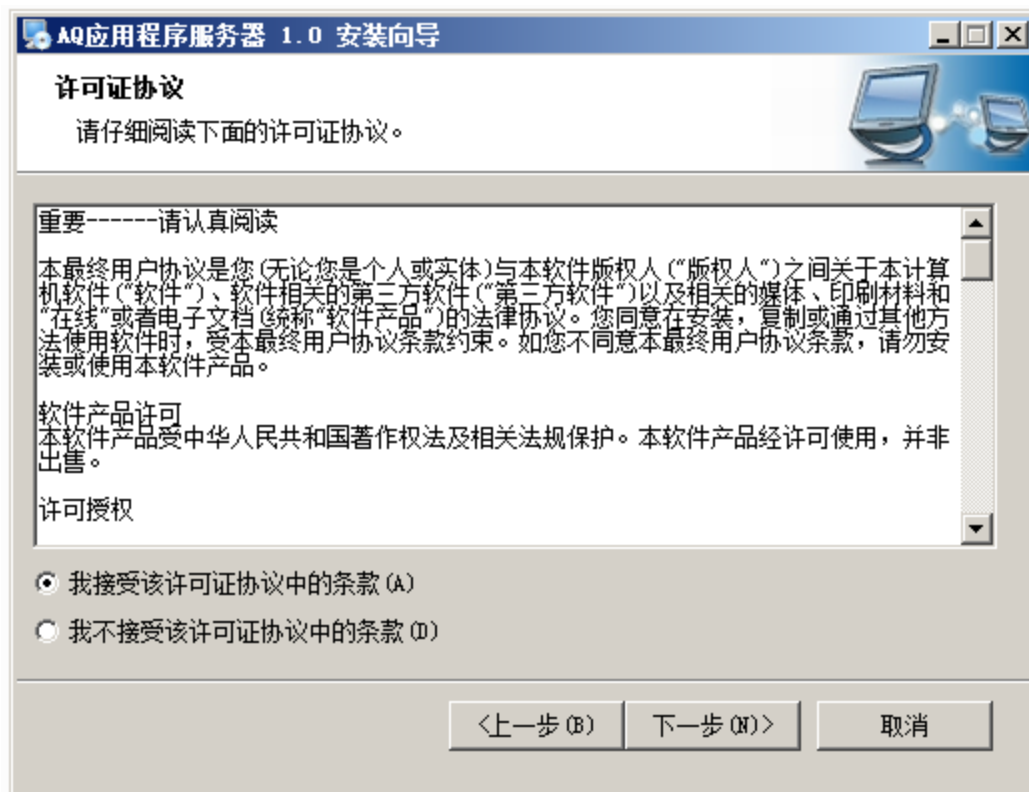 AQ应用程序服务器 1.0 安装向导
许可证协议
请仔细阅读下面的许可证协议。
重要------请认真阅读
本最终用户协议是您(无论您是个人或实体)与本软件版权人("版权人")之间关于本计算
机软件("软件")、软件相关的第三方软件("第三方软件")以及相关的媒体、印刷材料和
"在线"或者电子文档(统称"软件产品")的法律协议。您同意在安装，复制或通过其他方
法使用软件时，受本最终用户协议条款约束。如您不同意本最终用户协议条款，请勿安
装或使用本软件产品。
软件产品许可
本软件产品受中华人民共和国著作权法及相关法规保护。本软件产品经许可使用，并非
出售。
许可授权
我接受该许可证协议中的条款(A)
我不接受该许可证协议中的条款(D)
<上一步(B)
下一步(N)>
取消